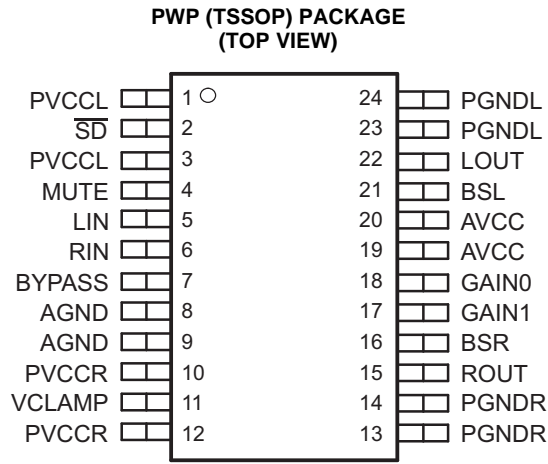 PWP (TSSOP) PACKAGE
(TOP VIEW)
PVCCL 1 24 PGNDL
SD 2 23 PGNDL
PVCCL 3 22 LOUT
MUTE 4 21 BSL
LIN 5 20 AVCC
RIN 6 19 AVCC
BYPASS 7 18 GAIN0
AGND 8 17 GAIN1
AGND 9 16 BSR
PVCCR 10 15 ROUT
VCLAMP 11 14 PGNDR
PVCCR 12 13 PGNDR